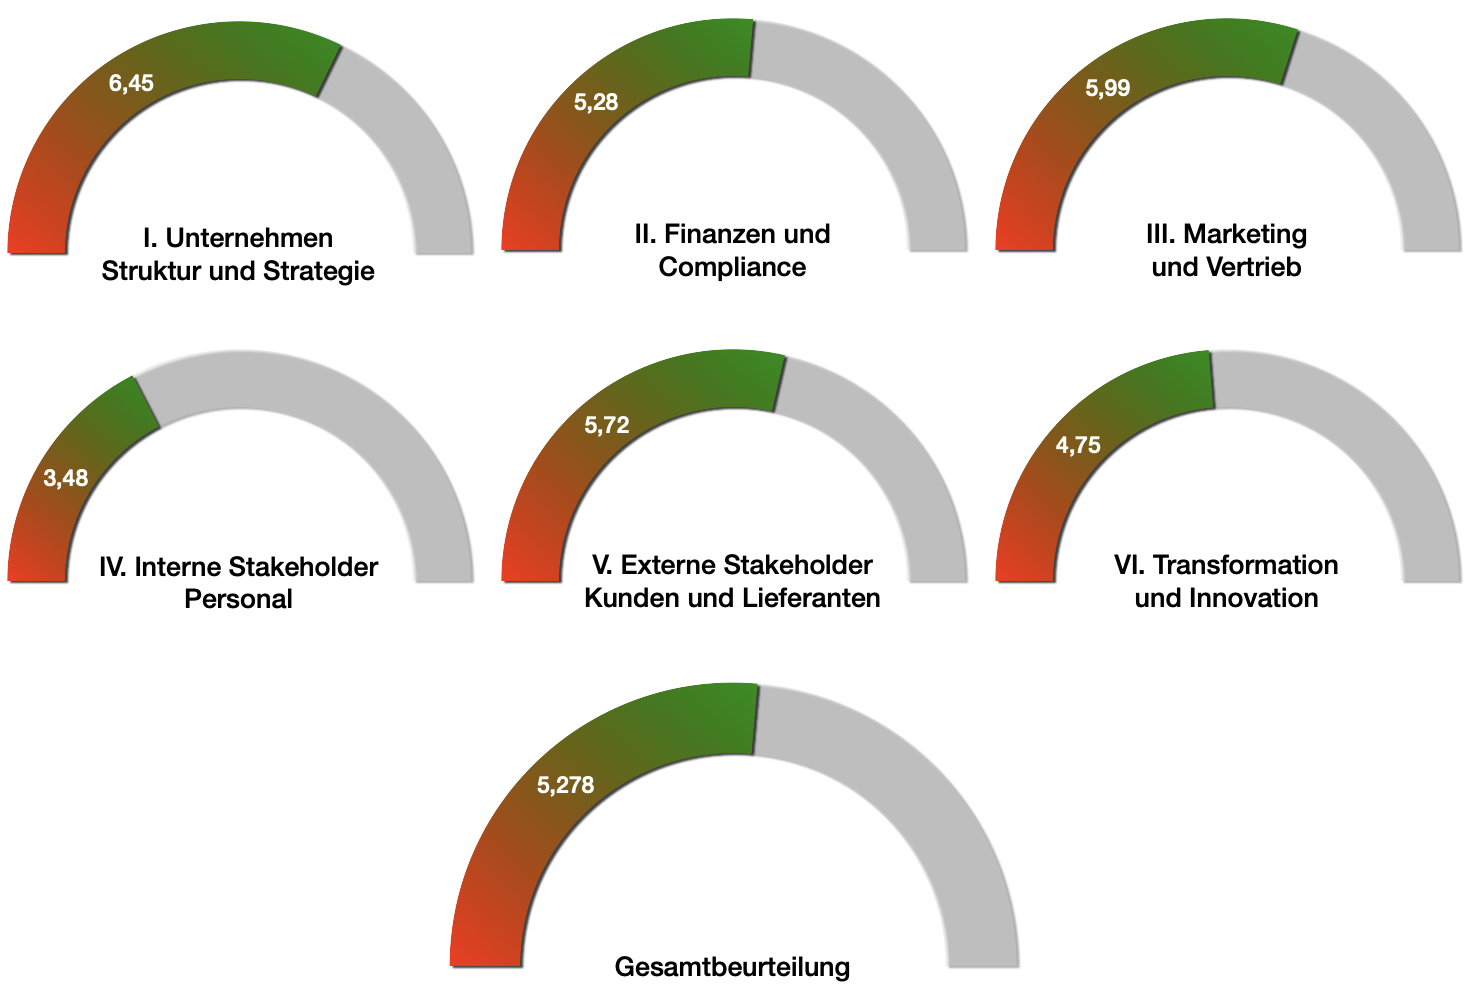 6,45
I. Unternehmen
Struktur und Strategie
5,28
II. Finanzen und
Compliance
5,99
III. Marketing
und Vertrieb
3,48
IV. Interne Stakeholder
Personal
5,72
V. Externe Stakeholder
Kunden und Lieferanten
4,75
VI. Transformation
und Innovation
5,278
Gesamtbeurteilung